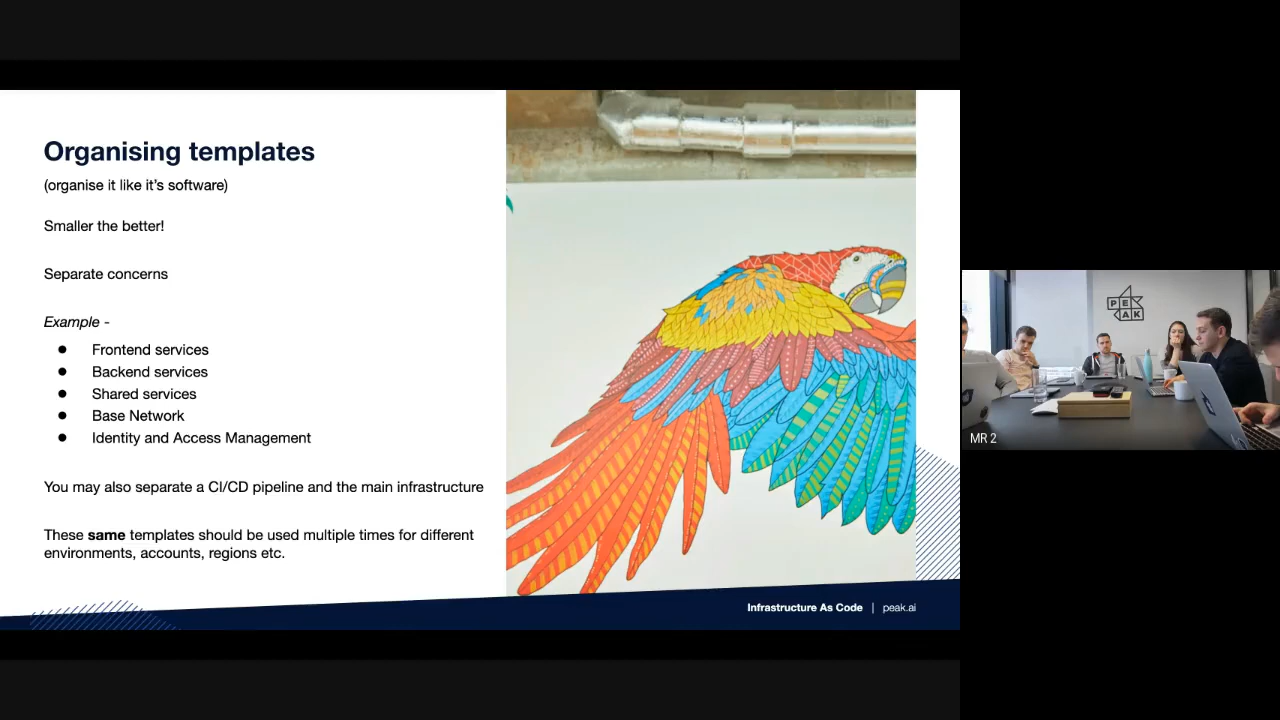 Organising templates
(organise it like it's software)
Smaller the better!
Separate concerns
Example -
● Frontend services
● Backend services
● Shared services
● Base Network
● Identity and Access Management
You may also separate a CI/CD pipeline and the main infrastructure
These same templates should be used multiple times for different
environments, accounts, regions etc.
Infrastructure As Code | peak.ai
PE
AK
MR 2